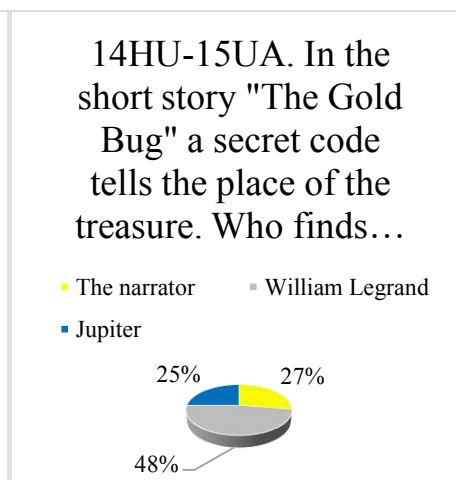 14HU-15UA. In the
short story "The Gold
Bug" a secret code
tells the place of the
treasure. Who finds…
The narrator
William Legrand
Jupiter
25%
27%
48%